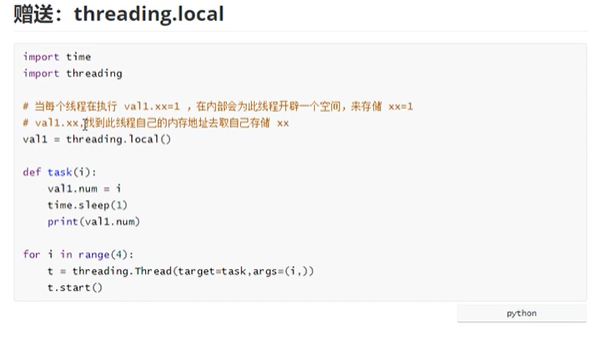 赠送：threading.local
import time
import threading
# 当每个线程在执行 val1.xx=1 ，在内部会为此线程开辟一个空间，来存储 xx=1
# val1.xx,找到此线程自己的内存地址去取自己存储 xx
val1 = threading.local()
def task(i):
    val1.num = i
    time.sleep(1)
    print(val1.num)
for i in range(4):
    t = threading.Thread(target=task,args=(i,))
    t.start()
python